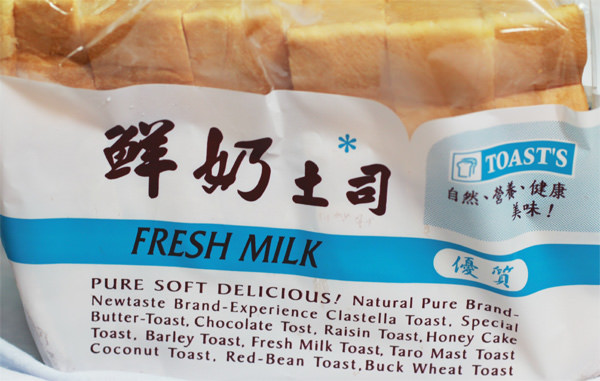 鮮奶土司*
TOAST'S
自然、營養、健康
美味!
FRESH MILK
優質
PURE SOFT DELICIOUS! Natural Pure Brand-
Newtaste Brand-Experience Clastella Toast. Special
Butter-Toast, Chocolate Tost, Raisin Toast, Honey Cake
Toast, Barley Toast, Fresh Milk Toast, Taro Mast Toast
Coconut Toast, Red-Bean Toast,Buck Wheat Toast